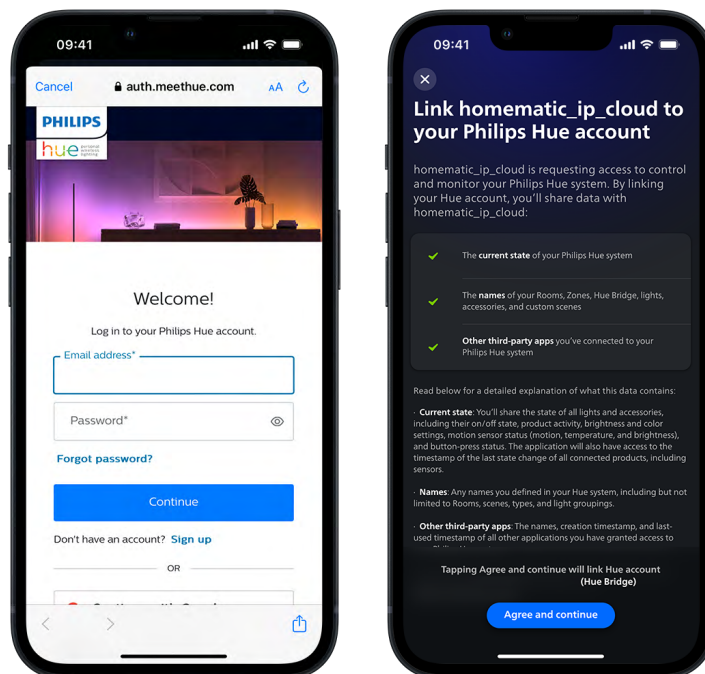 09:41
Cancel
auth.meethue.com
AA
PHILIPS
hue personal wireless lighting
Welcome!
Log in to your Philips Hue account.
Email address*
Password*
Forgot password?
Continue
Don't have an account? Sign up
OR
09:41
Link homematic_ip_cloud to
your Philips Hue account
homematic_ip_cloud is requesting access to control
and monitor your Philips Hue system. By linking
your Hue account, you'll share data with
homematic_ip_cloud:
The current state of your Philips Hue system
The names of your Rooms, Zones, Hue Bridge, lights,
accessories, and custom scenes
Other third-party apps you've connected to your
Philips Hue system
Read below for a detailed explanation of what this data contains:
· Current state: You'll share the state of all lights and accessories,
including their on/off state, product activity, brightness and color
settings, motion sensor status (motion, temperature, and brightness),
and button-press status. The application will also have access to the
timestamp of the last state change of all connected products, including
sensors.
· Names: Any names you defined in your Hue system, including but not
limited to Rooms, scenes, types, and light groupings.
· Other third-party apps: The names, creation timestamp, and last-
used timestamp of all other applications you have granted access to
Tapping Agree and continue will link Hue account
(Hue Bridge)
Agree and continue